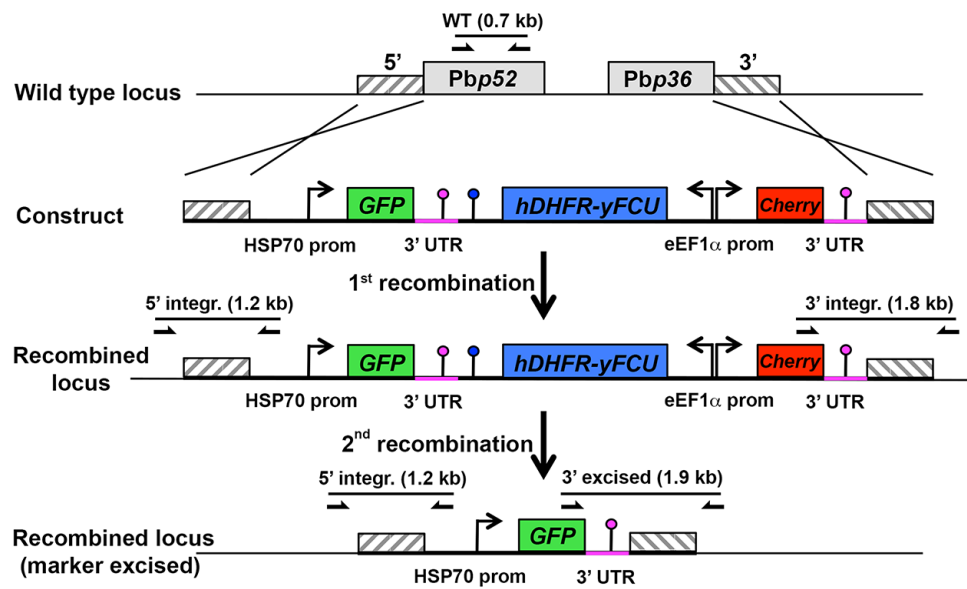 WT (0.7 kb)
5’ 3’
Pbp52 Pbp36
Wild type locus
Construct
GFP hDHFR-yFCU Cherry
HSP70 prom 3’ UTR eEF1α prom 3’ UTR
1st recombination
5’ integr. (1.2 kb) 3’ integr. (1.8 kb)
Recombined
locus
GFP hDHFR-yFCU Cherry
HSP70 prom 3’ UTR eEF1α prom 3’ UTR
2nd recombination
5’ integr. (1.2 kb) 3’ excised (1.9 kb)
Recombined locus
(marker excised)
GFP
HSP70 prom 3’ UTR